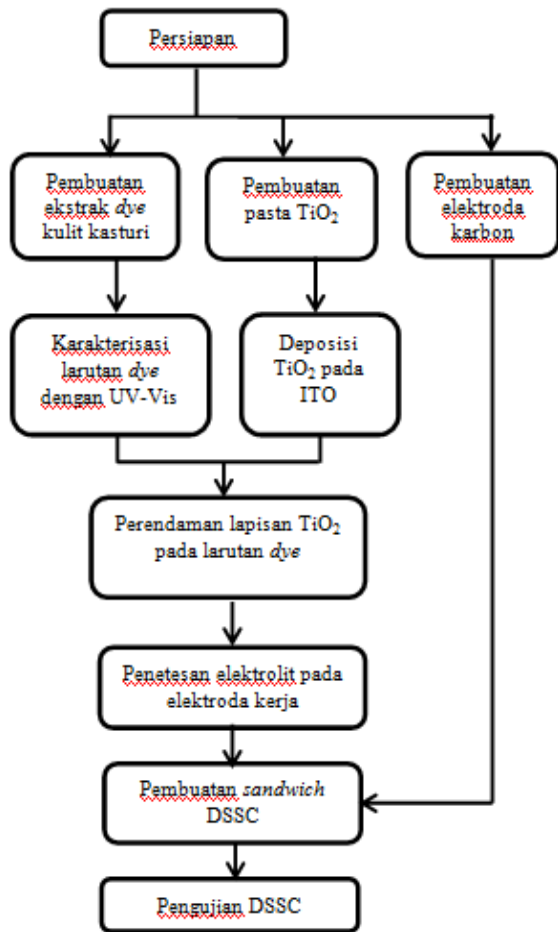 Persiapan
Pembuatan
ekstrak dye
kulit kasturi
Pembuatan
pasta TiO₂
Pembuatan
elektroda
karbon
Karakterisasi
larutan dye
dengan UV-Vis
Deposisi
TiO₂ pada
ITO
Perendaman lapisan TiO₂
pada larutan dye
Penetesan elektrolit pada
elektroda kerja
Pembuatan sandwich
DSSC
Pengujian DSSC